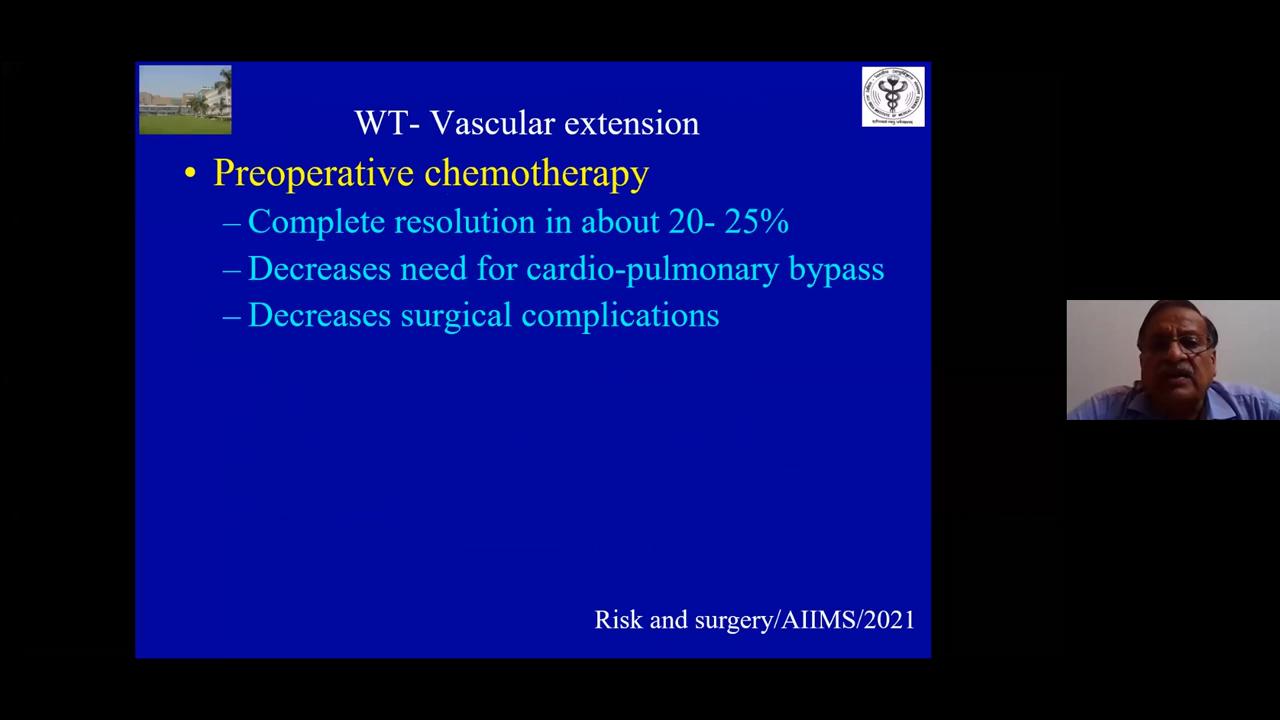 WT- Vascular extension
• Preoperative chemotherapy
– Complete resolution in about 20- 25%
– Decreases need for cardio-pulmonary bypass
– Decreases surgical complications
Risk and surgery/AIIMS/2021